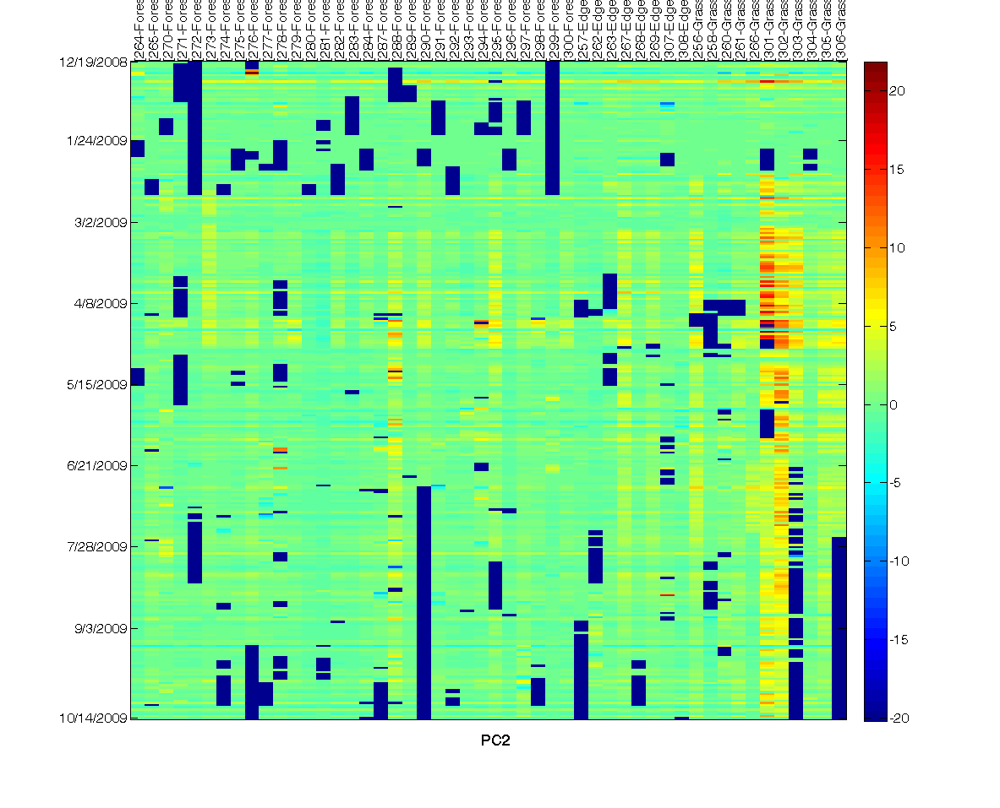 [264-Fores
[265-Fores
[270-Fores
[271-Fores
[272-Fores
[273-Fores
[274-Fores
[275-Fores
[276-Fores
[277-Fores
[278-Fores
[279-Fores
[280-Fores
[281-Fores
[282-Fores
[283-Fores
[284-Fores
[287-Fores
[288-Fores
[289-Fores
[290-Fores
[291-Fores
[292-Fores
[293-Fores
[294-Fores
[295-Fores
[296-Fores
[297-Fores
[298-Fores
[299-Fores
[300-Fores
[257-Edge
[262-Edge
[263-Edge
[267-Edge
[268-Edge
[269-Edge
[307-Edge
[308-Edge
[256-Grass
[258-Grass
[260-Grass
[261-Grass
[266-Grass
[301-Grass
[302-Grass
[303-Grass
[304-Grass
[305-Grass
[306-Grass
12/19/2008
1/24/2009
3/2/2009
4/8/2009
5/15/2009
6/21/2009
7/28/2009
9/3/2009
10/14/2009
20
15
10
5
0
-5
-10
-15
-20
PC2